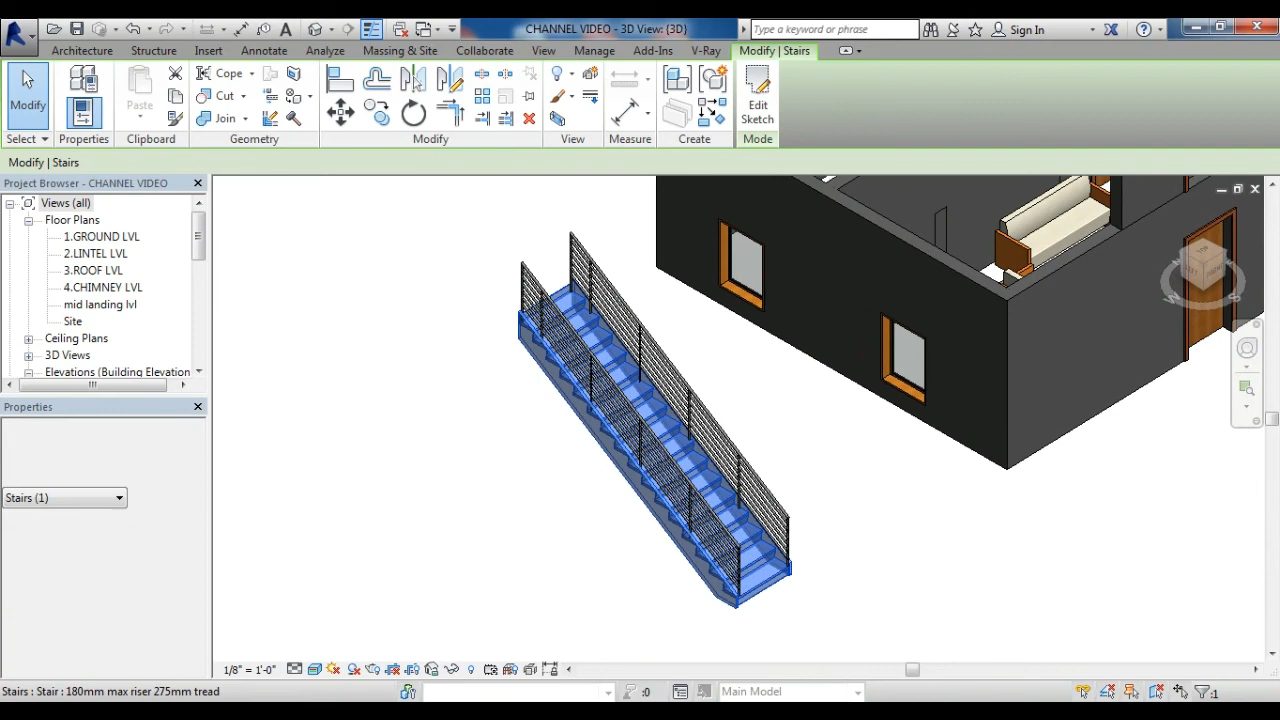 CHANNEL VIDEO - 3D View: {3D}
Type a keyword or phrase
Sign In
Architecture Structure Insert Annotate Analyze Massing & Site Collaborate View Manage Add-Ins V-Ray Modify | Stairs
Modify
Paste
Cope
Cut
Join
Edit
Sketch
Select Properties Clipboard Geometry Modify View Measure Create Mode
Modify | Stairs
Project Browser - CHANNEL VIDEO
Views (all)
Floor Plans
1.GROUND LVL
2.LINTEL LVL
3.ROOF LVL
4.CHIMNEY LVL
mid landing lvl
Site
Ceiling Plans
3D Views
Elevations (Building Elevation
Properties
Stairs (1)
TOP
1/8" = 1'-0"
Stairs : Stair : 180mm max riser 275mm tread
:0
Main Model
:1